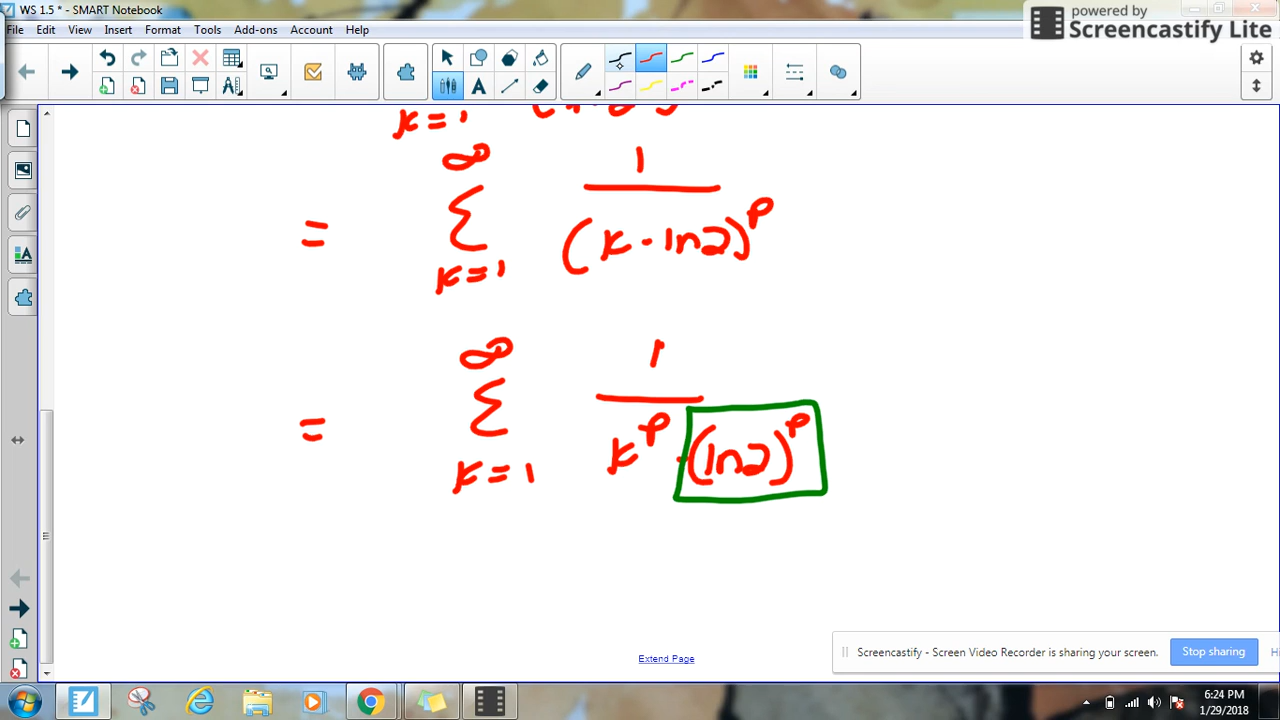 WS 1.5 * - SMART Notebook
powered by
Screencastify Lite
File Edit View Insert Format Tools Add-ons Account Help
k=1
∞ 1
= Σ ———
k=1 (k·ln2)^p
∞ 1
= Σ ———
k=1 k^p·(ln2)^p
Extend Page
Screencastify - Screen Video Recorder is sharing your screen. Stop sharing Hi
6:24 PM
1/29/2018